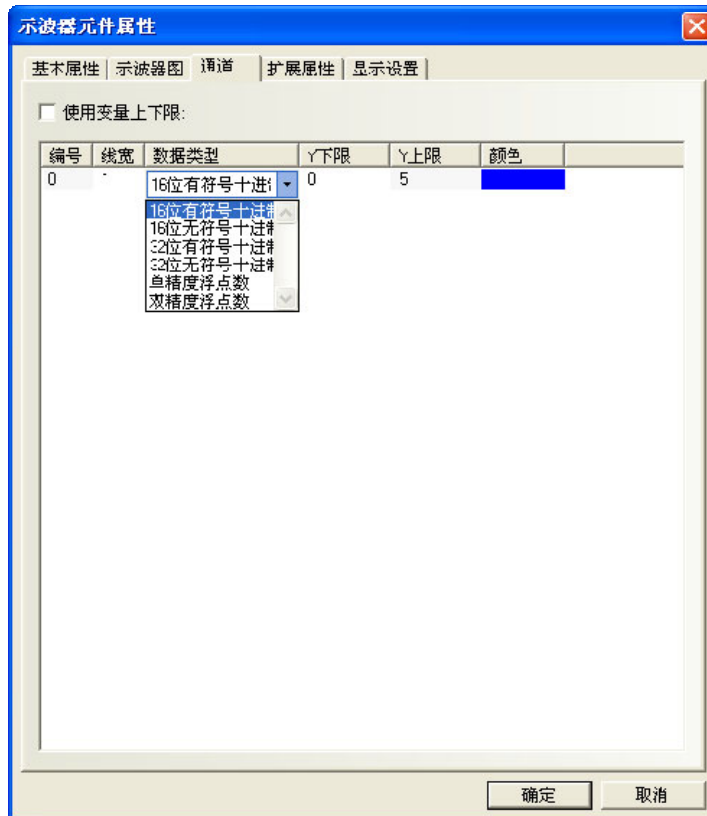 示波器元件属性
基本属性 示波器图 通道 扩展属性 显示设置
使用变量上下限:
编号 线宽 数据类型 Y下限 Y上限 颜色
0 16位有符号十进制 0 5
16位有符号十进制
16位无符号十进制
32位有符号十进制
32位无符号十进制
单精度浮点数
双精度浮点数
确定 取消